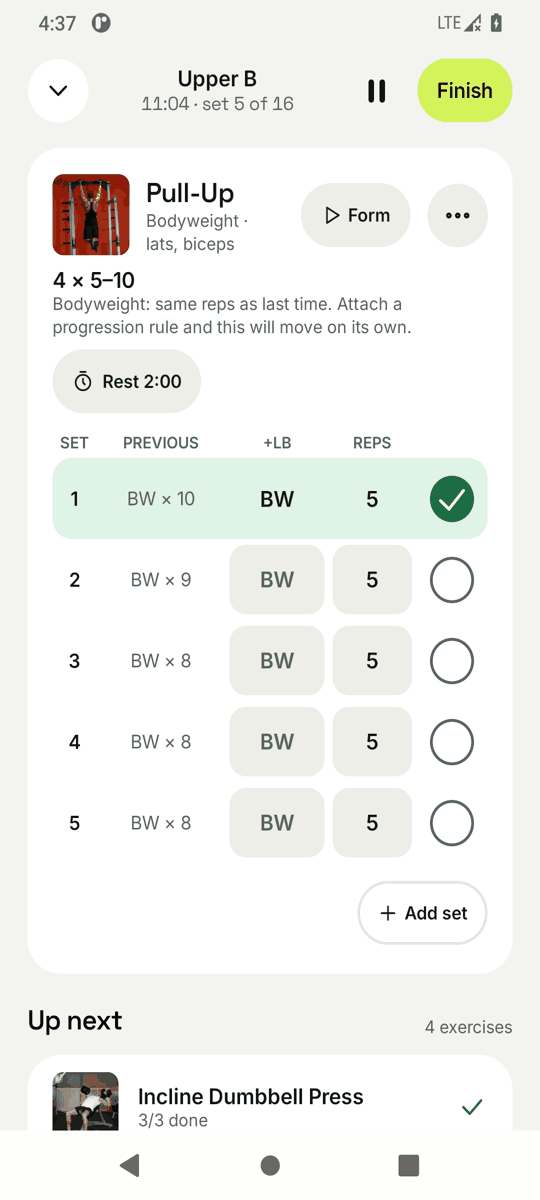 4:37
LTE
Upper B
11:04 · set 5 of 16
Finish
Pull-Up
Bodyweight ·
lats, biceps
Form
4 × 5–10
Bodyweight: same reps as last time. Attach a
progression rule and this will move on its own.
Rest 2:00
SET PREVIOUS +LB REPS
1 BW × 10 BW 5
2 BW × 9 BW 5
3 BW × 8 BW 5
4 BW × 8 BW 5
5 BW × 8 BW 5
+ Add set
Up next
4 exercises
Incline Dumbbell Press
3/3 done